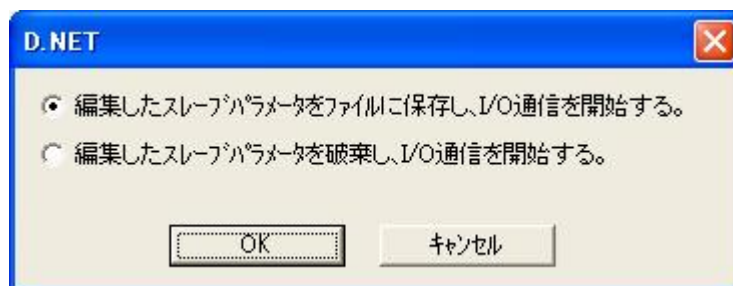 D.NET
編集したｽﾚｰﾌﾞﾊﾟﾗﾒｰﾀをﾌｧｲﾙに保存し、I/O通信を開始する。
編集したｽﾚｰﾌﾞﾊﾟﾗﾒｰﾀを破棄し、I/O通信を開始する。
OK
ｷｬﾝｾﾙ